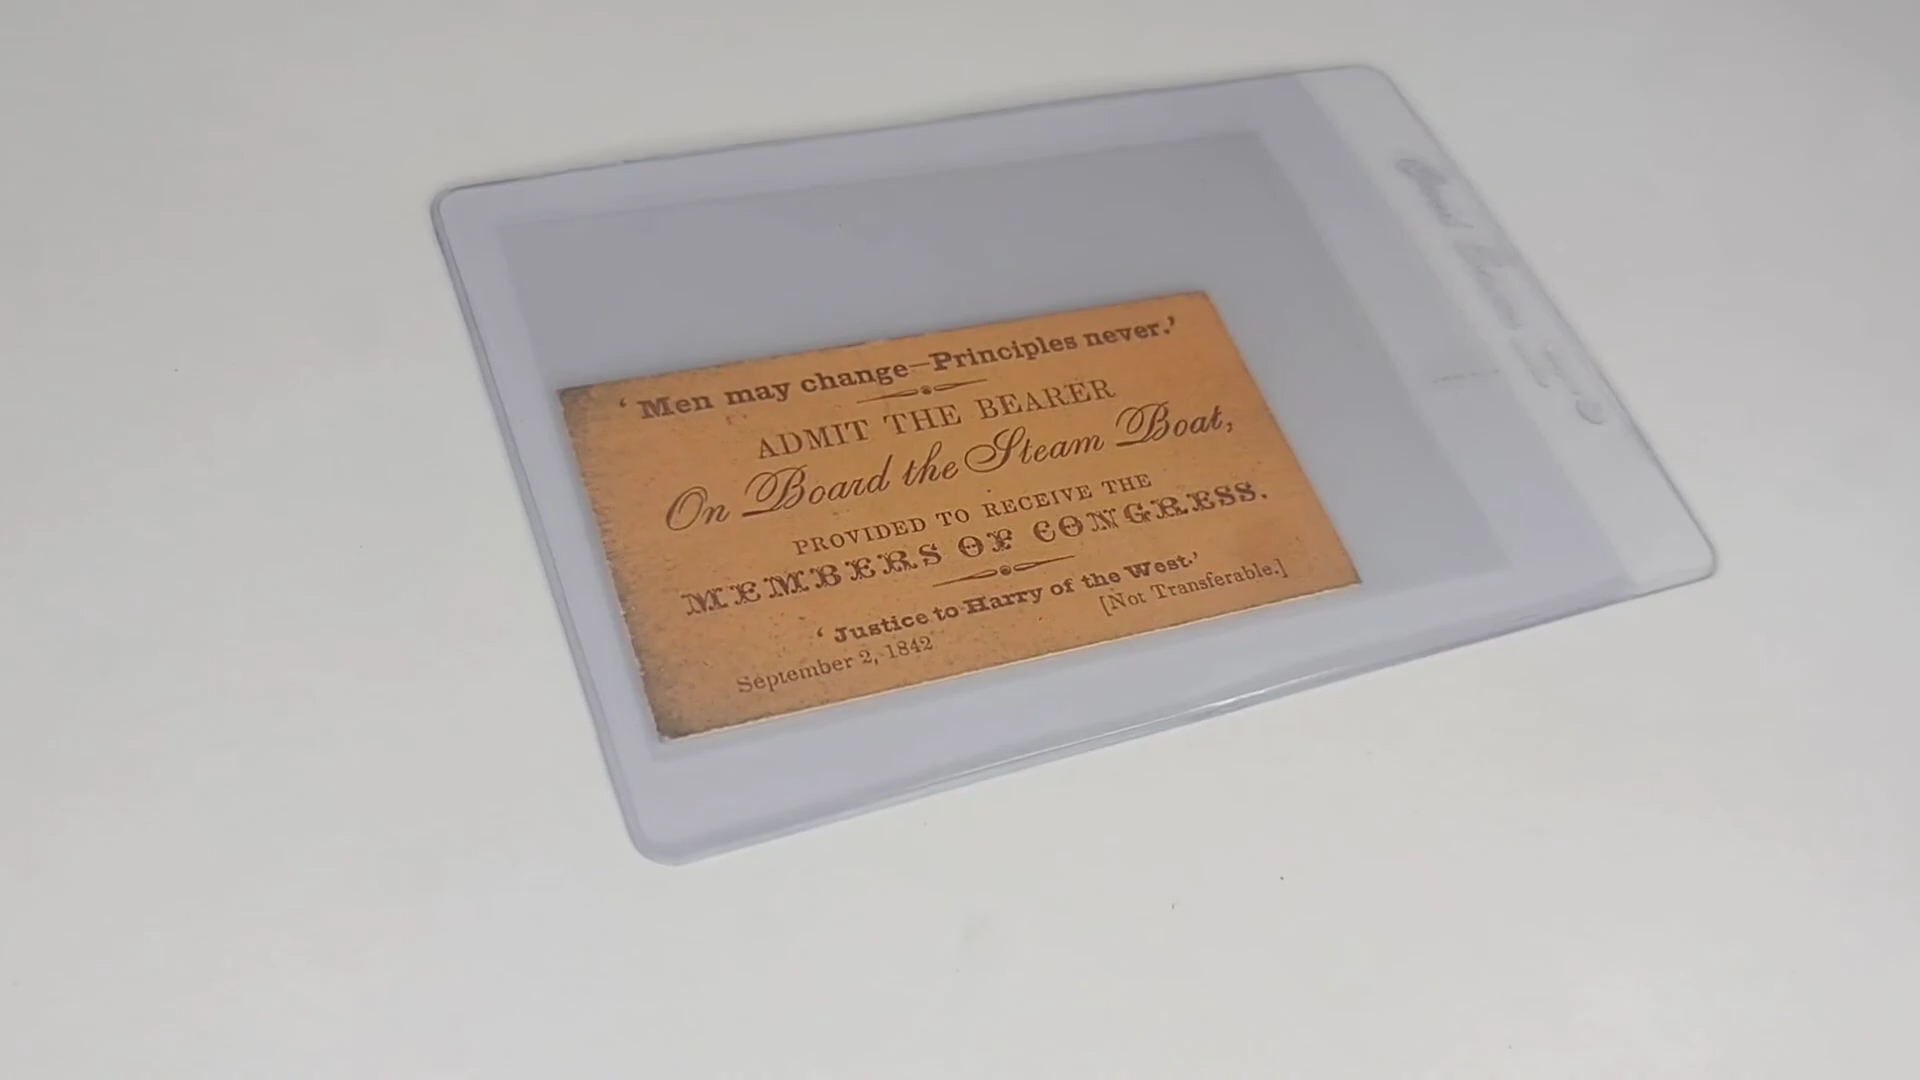 ‘ Men may change—Principles never.’
ADMIT THE BEARER
On Board the Steam Boat,
PROVIDED TO RECEIVE THE
MEMBERS OF CONGRESS.
‘ Justice to Harry of the West.’
[Not Transferable.]
September 2, 1842